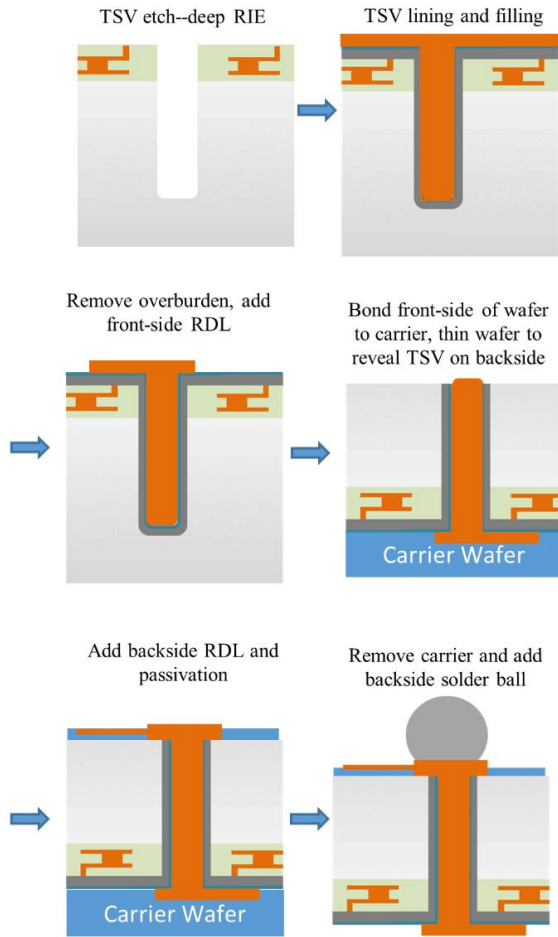 TSV etch--deep RIE
TSV lining and filling
Remove overburden, add
front-side RDL
Bond front-side of wafer
to carrier, thin wafer to
reveal TSV on backside
Carrier Wafer
Add backside RDL and
passivation
Remove carrier and add
backside solder ball
Carrier Wafer